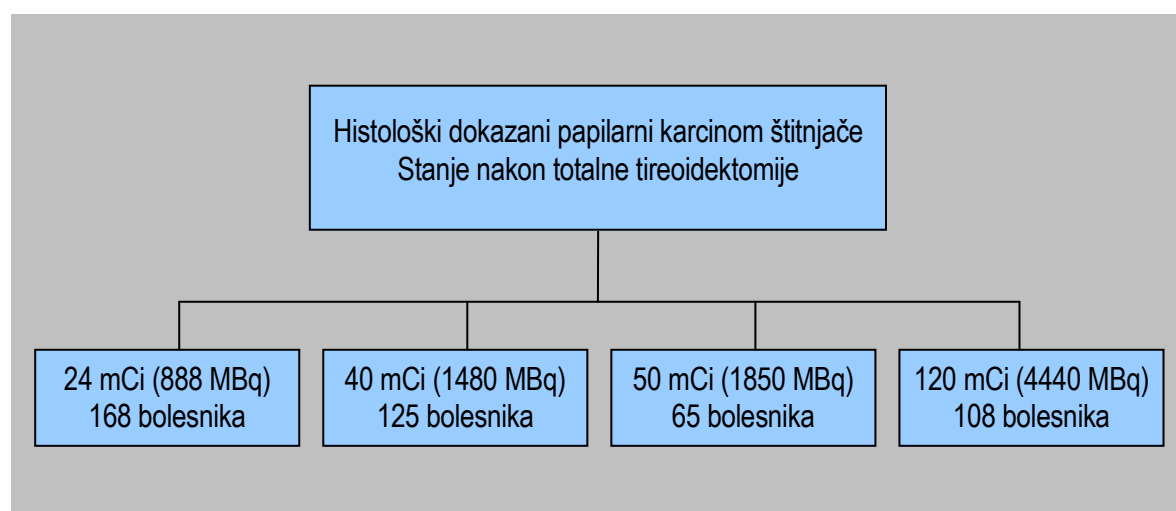 Histološki dokazani papilarni karcinom štitnjače
Stanje nakon totalne tireoidektomije
24 mCi (888 MBq)
168 bolesnika
40 mCi (1480 MBq)
125 bolesnika
50 mCi (1850 MBq)
65 bolesnika
120 mCi (4440 MBq)
108 bolesnika